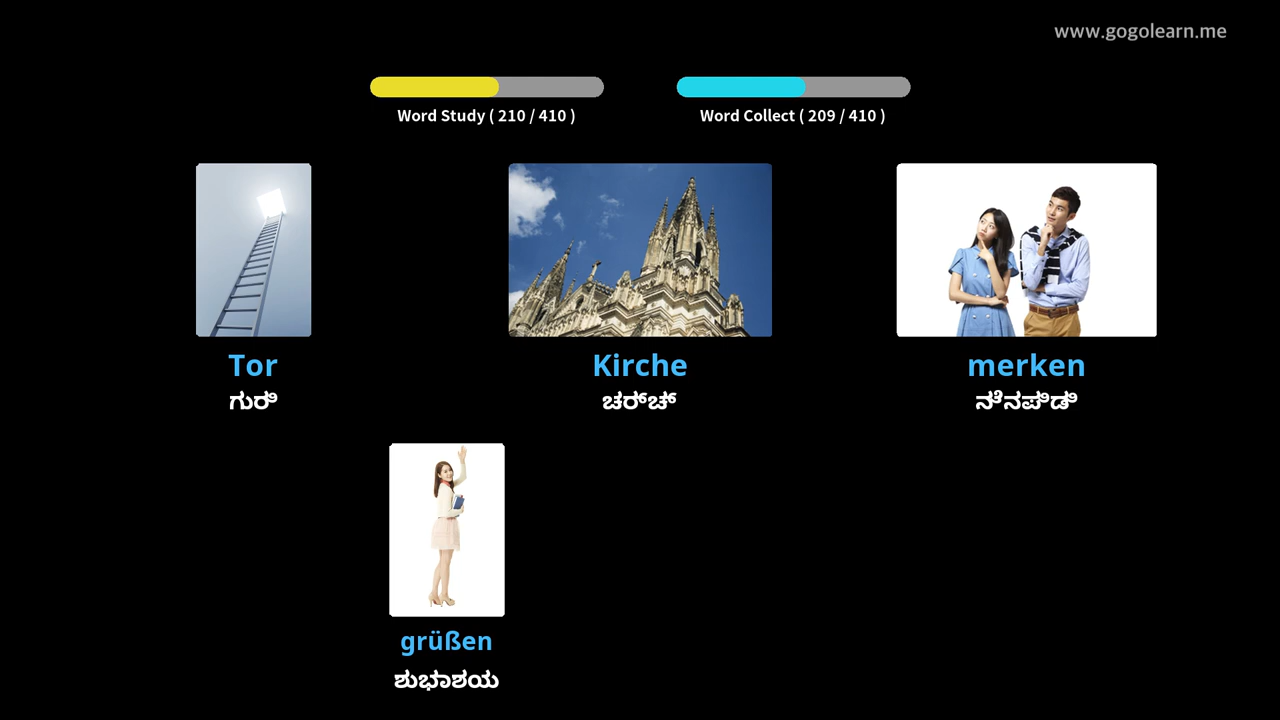 www.gogolearn.me
Word Study ( 210 / 410 )
Word Collect ( 209 / 410 )
Tor
Kirche
merken
ಗುರಿ
ಚರ್ಚ್
ನೆನಪಿಡಿ
grüßen
ಶುಭಾಶಯ